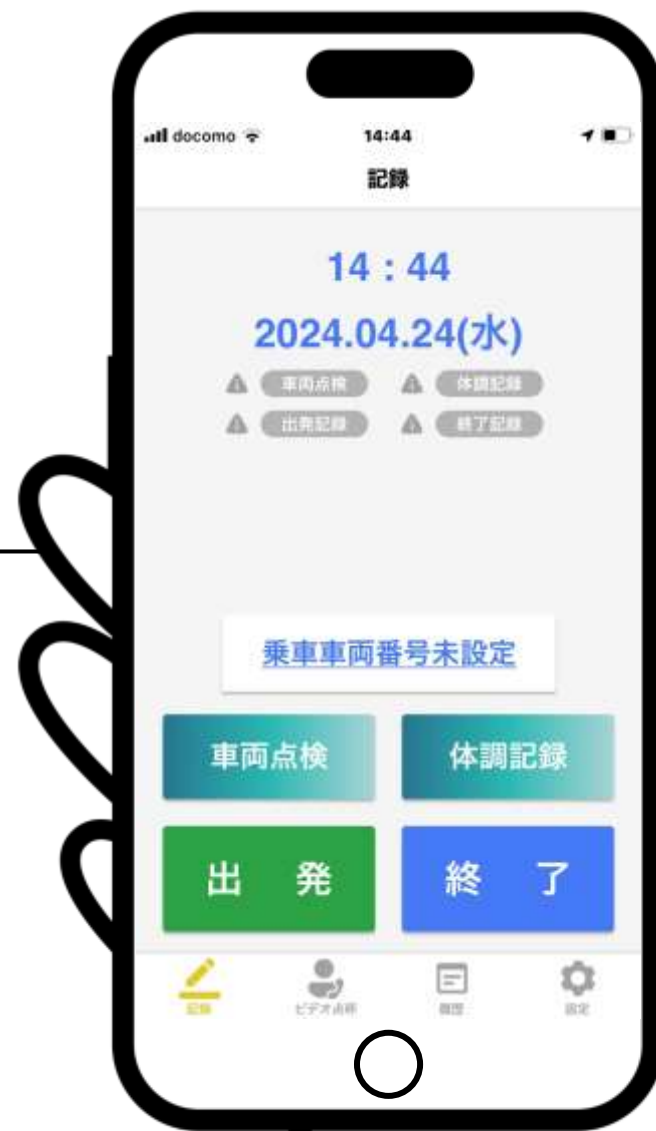 docomo 14:44
記録
14 : 44
2024.04.24(水)
車両点検 体調記録
出発記録 終了記録
乗車車両番号未設定
車両点検 体調記録
出 発 終 了
記録 ビデオ点呼 履歴 設定